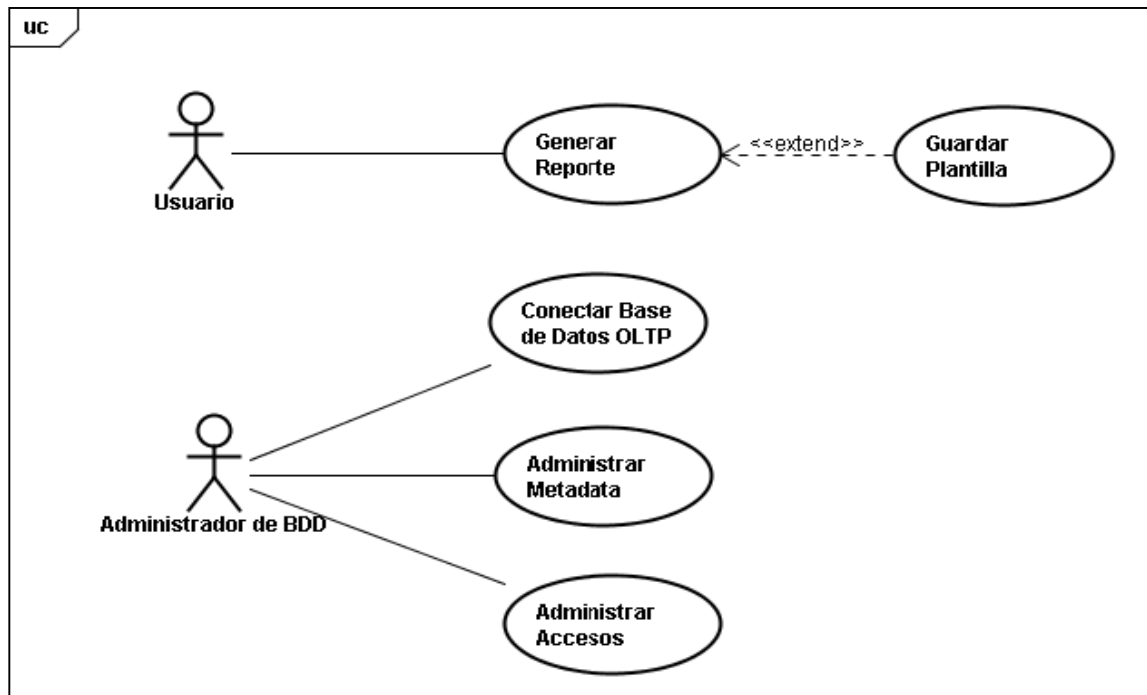 uc
Generar
Reporte
<<extend>>
Guardar
Plantilla
Usuario
Conectar Base
de Datos OLTP
Administrar
Metadata
Administrador de BDD
Administrar
Accesos